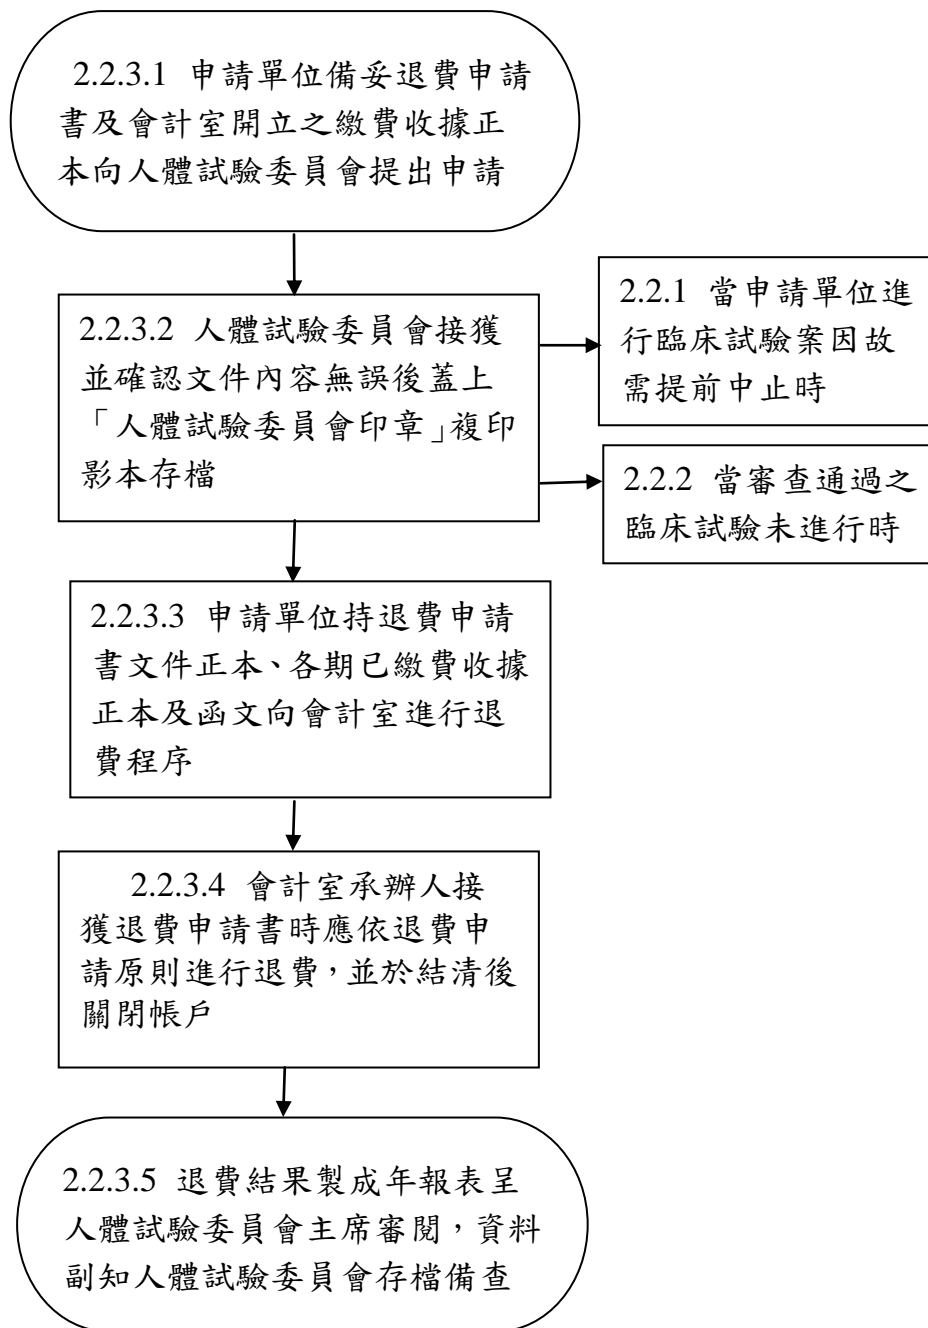 2.2.3.1 申請單位備妥退費申請
書及會計室開立之繳費收據正
本向人體試驗委員會提出申請
2.2.3.2 人體試驗委員會接獲
並確認文件內容無誤後蓋上
「人體試驗委員會印章」複印
影本存檔
2.2.1 當申請單位進
行臨床試驗案因故
需提前中止時
2.2.2 當審查通過之
臨床試驗未進行時
2.2.3.3 申請單位持退費申請
書文件正本、各期已繳費收據
正本及函文向會計室進行退
費程序
2.2.3.4 會計室承辦人接
獲退費申請書時應依退費申
請原則進行退費，並於結清後
關閉帳戶
2.2.3.5 退費結果製成年報表呈
人體試驗委員會主席審閱，資料
副知人體試驗委員會存檔備查